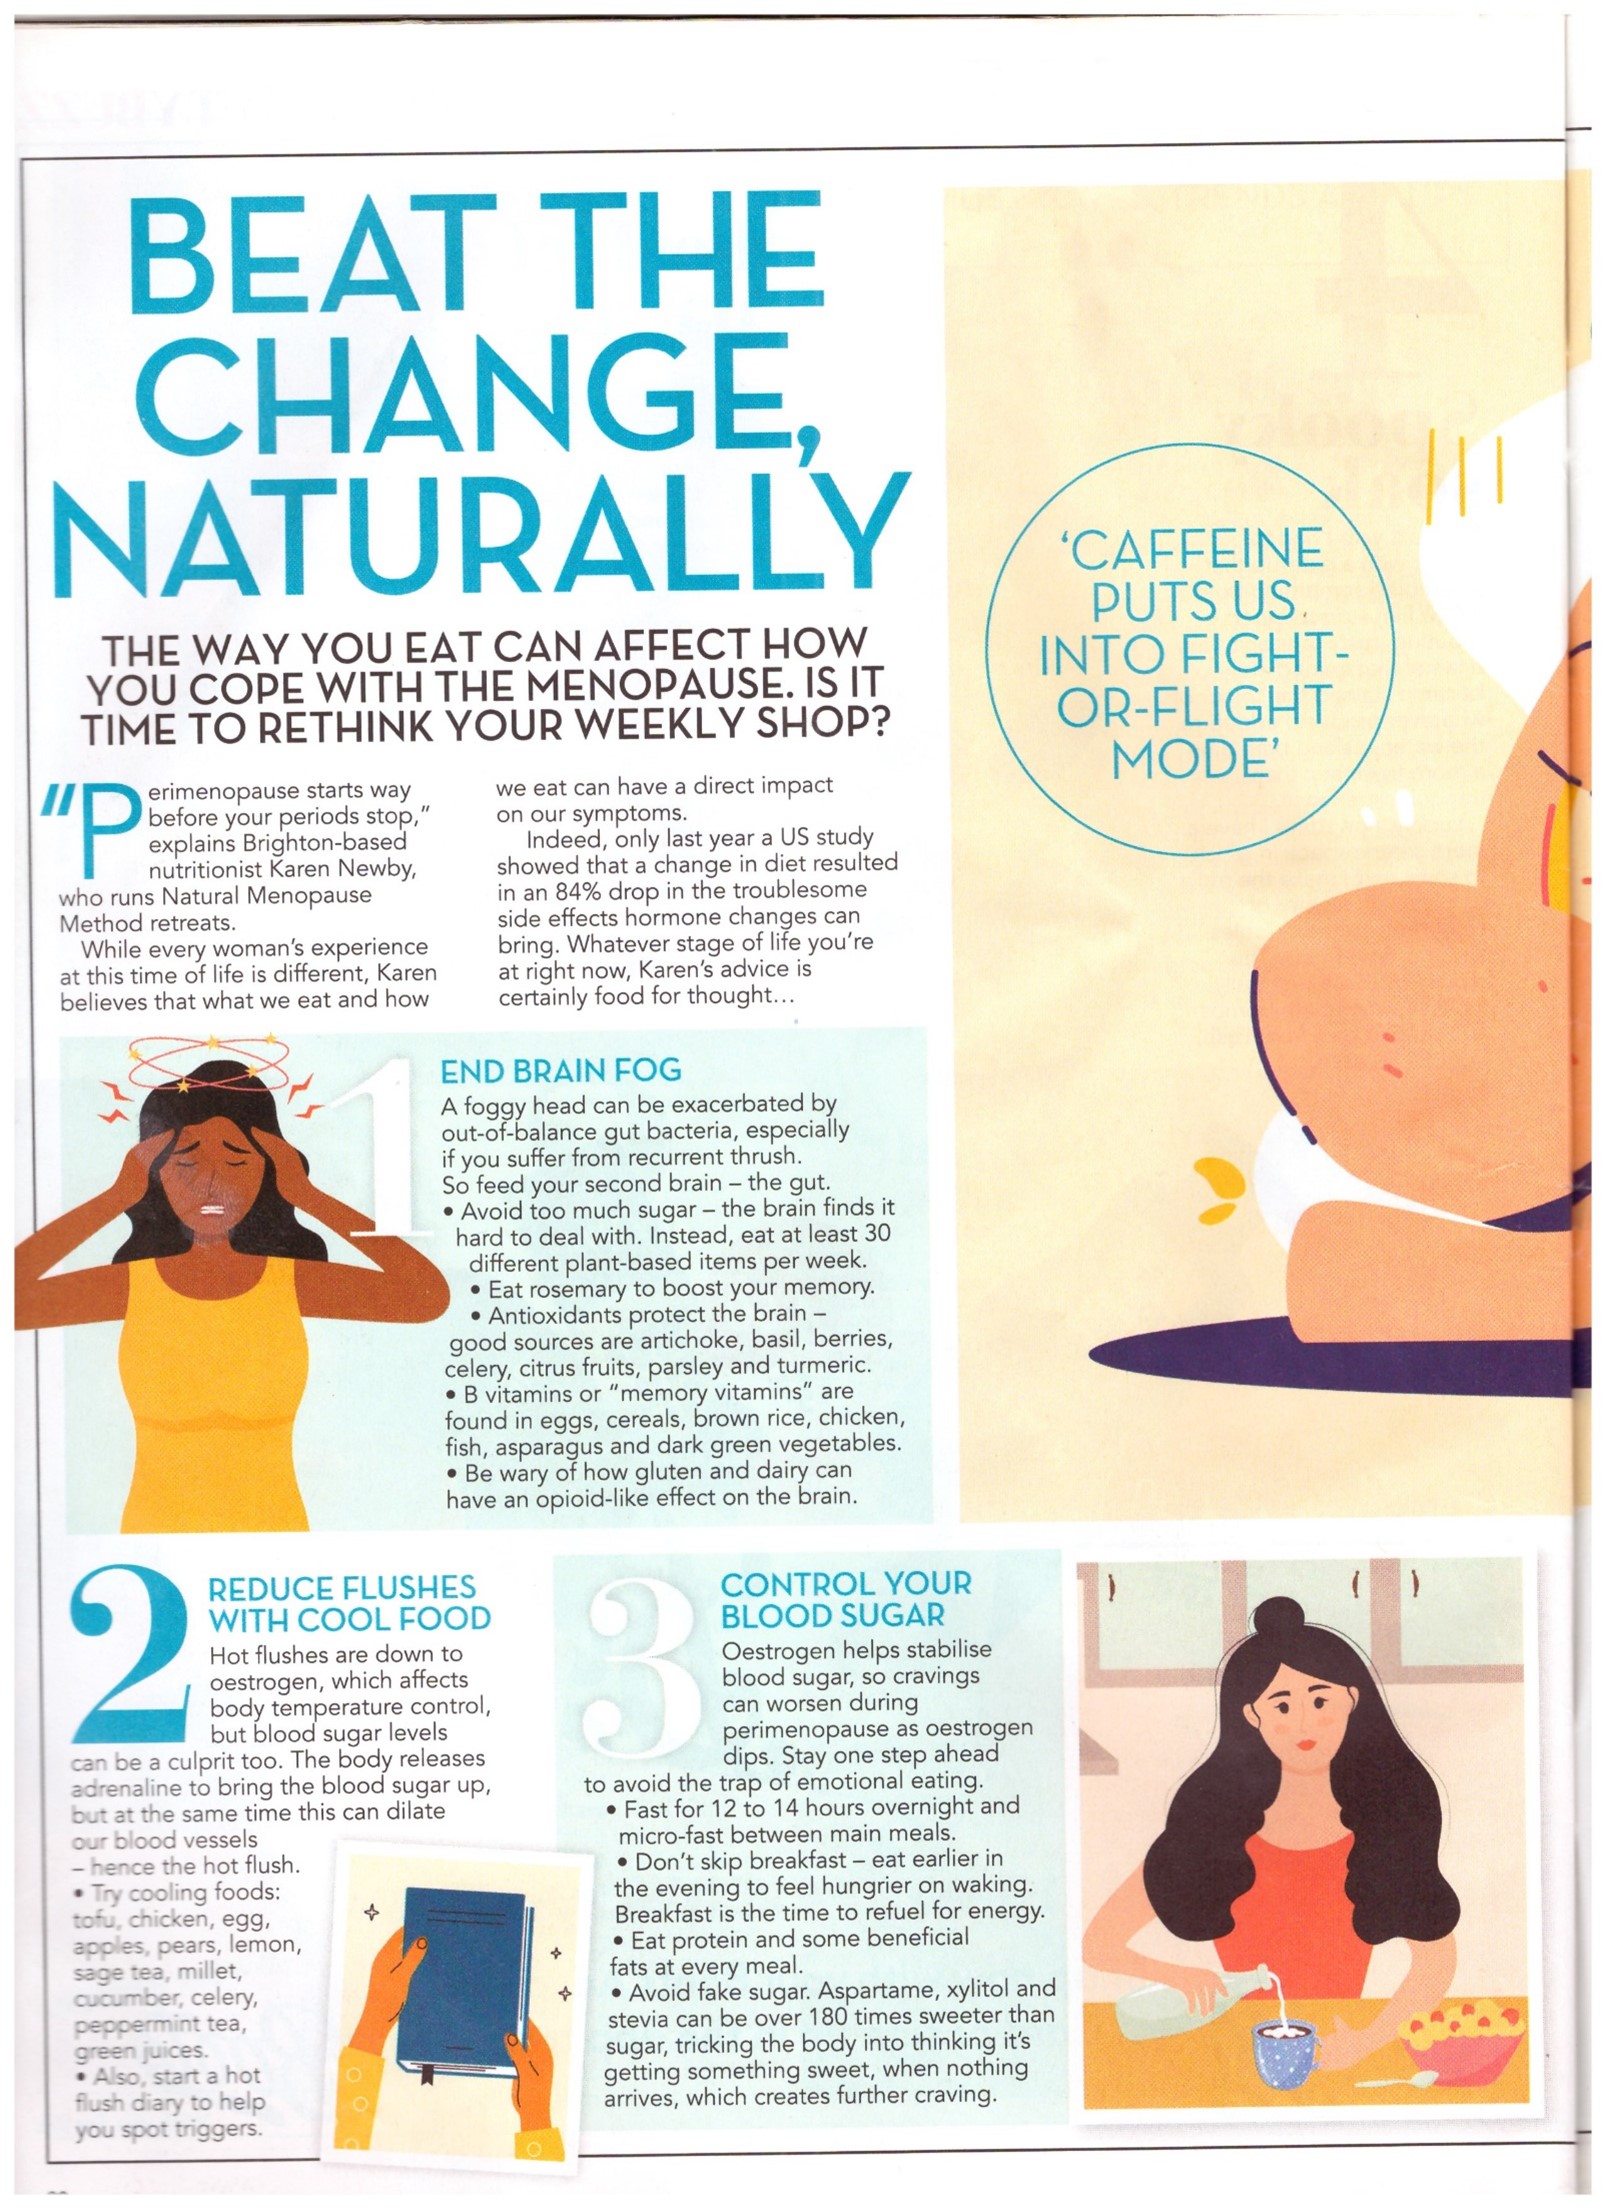 BEAT THE
CHANGE,
NATURALLY
THE WAY YOU EAT CAN AFFECT HOW
YOU COPE WITH THE MENOPAUSE. IS IT
TIME TO RETHINK YOUR WEEKLY SHOP?
"Perimenopause starts way
before your periods stop,"
explains Brighton-based
nutritionist Karen Newby,
who runs Natural Menopause
Method retreats.
While every woman's experience
at this time of life is different, Karen
believes that what we eat and how
we eat can have a direct impact
on our symptoms.
Indeed, only last year a US study
showed that a change in diet resulted
in an 84% drop in the troublesome
side effects hormone changes can
bring. Whatever stage of life you're
at right now, Karen's advice is
certainly food for thought...
'CAFFEINE
PUTS US
INTO FIGHT-
OR-FLIGHT
MODE'
1
END BRAIN FOG
A foggy head can be exacerbated by
out-of-balance gut bacteria, especially
if you suffer from recurrent thrush.
So feed your second brain – the gut.
• Avoid too much sugar – the brain finds it
hard to deal with. Instead, eat at least 30
different plant-based items per week.
• Eat rosemary to boost your memory.
• Antioxidants protect the brain –
good sources are artichoke, basil, berries,
celery, citrus fruits, parsley and turmeric.
• B vitamins or "memory vitamins" are
found in eggs, cereals, brown rice, chicken,
fish, asparagus and dark green vegetables.
• Be wary of how gluten and dairy can
have an opioid-like effect on the brain.
2
REDUCE FLUSHES
WITH COOL FOOD
Hot flushes are down to
oestrogen, which affects
body temperature control,
but blood sugar levels
can be a culprit too. The body releases
adrenaline to bring the blood sugar up,
but at the same time this can dilate
our blood vessels
– hence the hot flush.
• Try cooling foods:
tofu, chicken, egg,
apples, pears, lemon,
sage tea, millet,
cucumber, celery,
peppermint tea,
green juices.
• Also, start a hot
flush diary to help
you spot triggers.
3
CONTROL YOUR
BLOOD SUGAR
Oestrogen helps stabilise
blood sugar, so cravings
can worsen during
perimenopause as oestrogen
dips. Stay one step ahead
to avoid the trap of emotional eating.
• Fast for 12 to 14 hours overnight and
micro-fast between main meals.
• Don't skip breakfast – eat earlier in
the evening to feel hungrier on waking.
Breakfast is the time to refuel for energy.
• Eat protein and some beneficial
fats at every meal.
• Avoid fake sugar. Aspartame, xylitol and
stevia can be over 180 times sweeter than
sugar, tricking the body into thinking it's
getting something sweet, when nothing
arrives, which creates further craving.